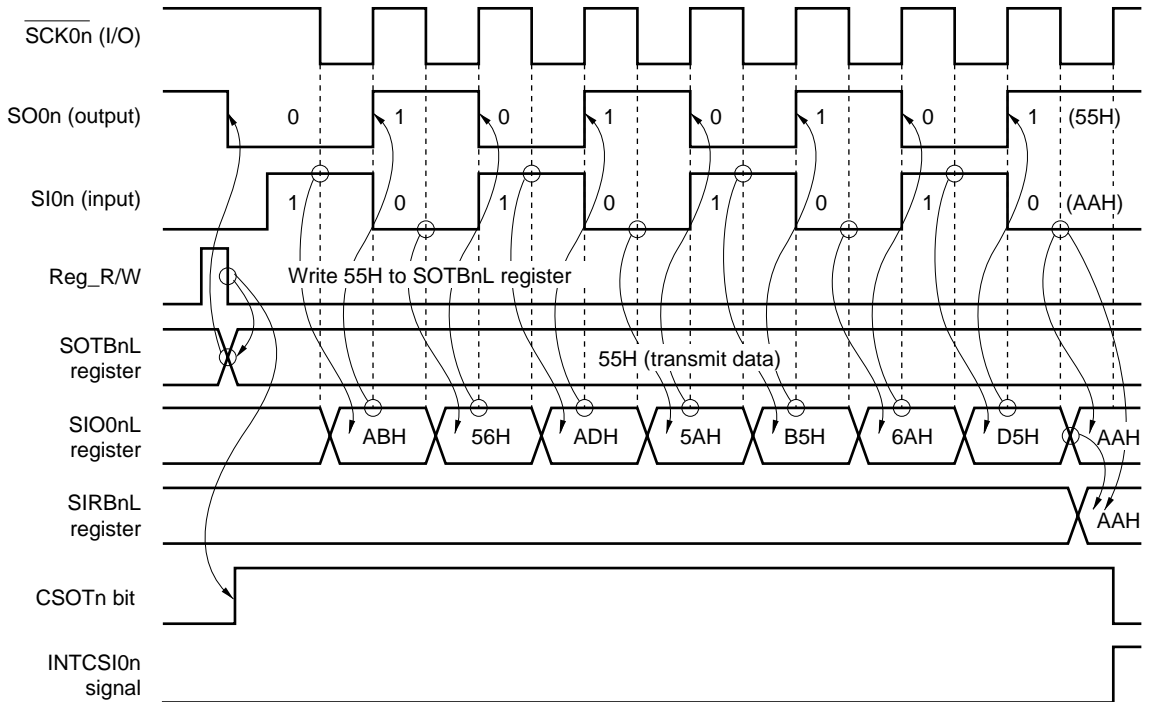 SCK0n (I/O)
SO0n (output) 0 1 0 1 0 1 0 1 (55H)
SI0n (input) 1 0 1 0 1 0 1 0 (AAH)
Reg_R/W Write 55H to SOTBnL register
SOTBnL
register
55H (transmit data)
SIO0nL
register
ABH 56H ADH 5AH B5H 6AH D5H AAH
SIRBnL
register
AAH
CSOTn bit
INTCSI0n
signal